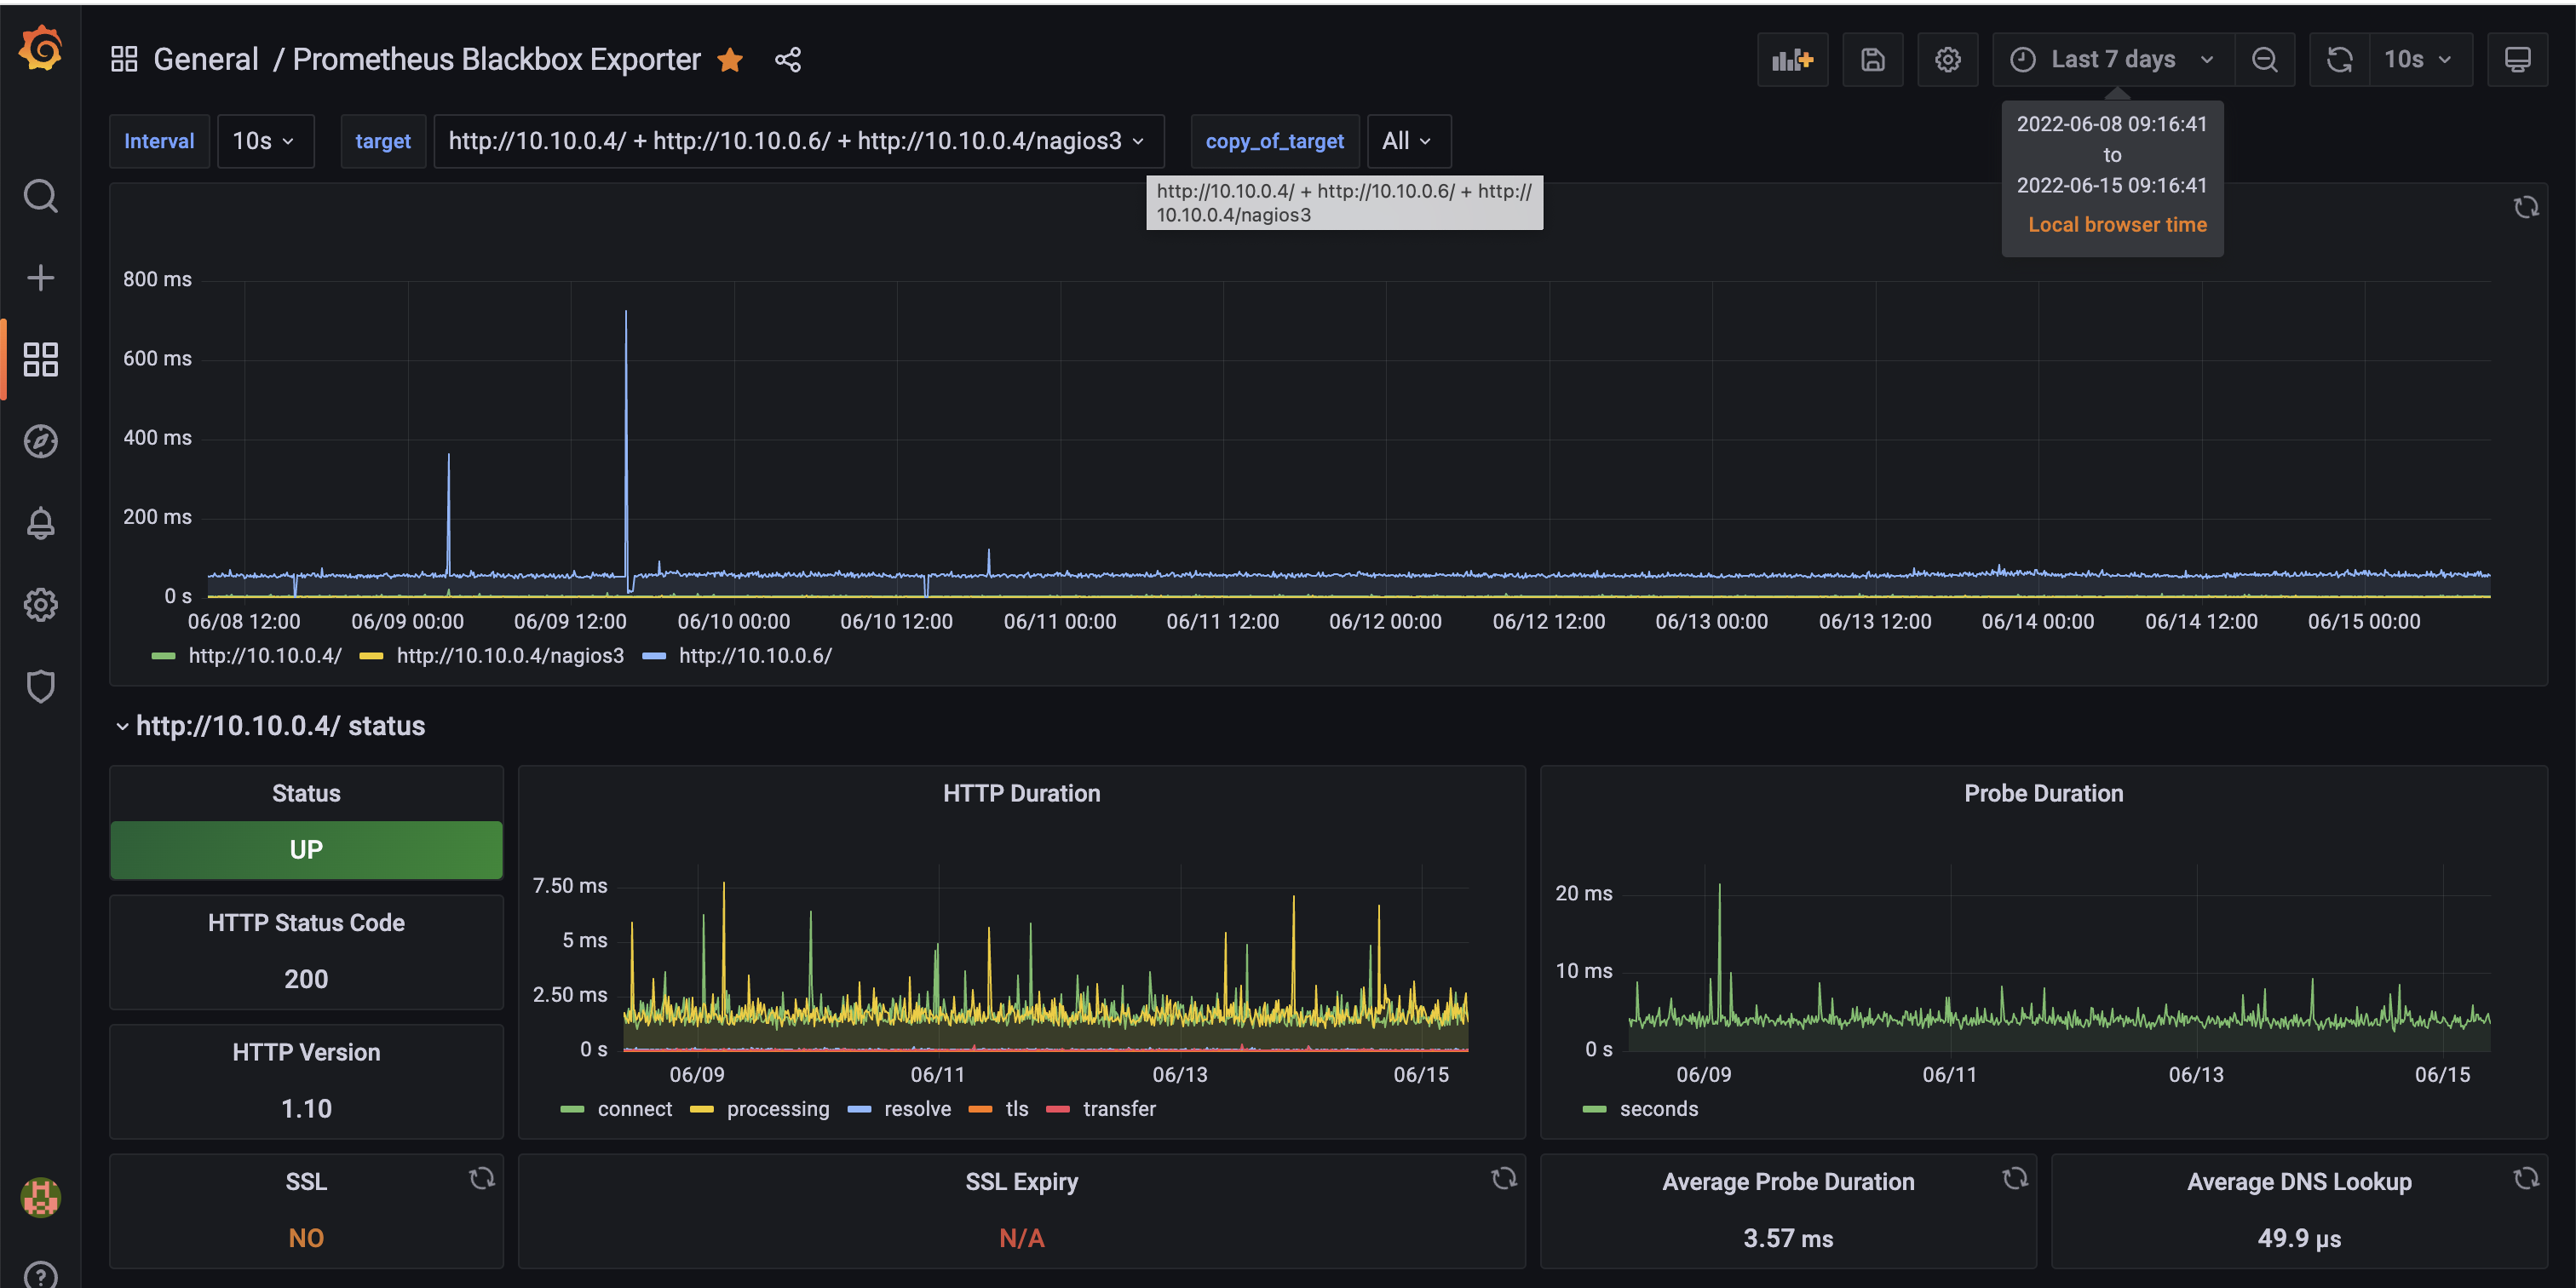 General / Prometheus Blackbox Exporter
Last 7 days
10s
Interval 10s target http://10.10.0.4/ + http://10.10.0.6/ + http://10.10.0.4/nagios3 copy_of_target All
2022-06-08 09:16:41
to
2022-06-15 09:16:41
Local browser time
http://10.10.0.4/ + http://10.10.0.6/ + http://
10.10.0.4/nagios3
800 ms
600 ms
400 ms
200 ms
0 s
06/08 12:00 06/09 00:00 06/09 12:00 06/10 00:00 06/10 12:00 06/11 00:00 06/11 12:00 06/12 00:00 06/12 12:00 06/13 00:00 06/13 12:00 06/14 00:00 06/14 12:00 06/15 00:00
http://10.10.0.4/ http://10.10.0.4/nagios3 http://10.10.0.6/
http://10.10.0.4/ status
Status
UP
HTTP Status Code
200
HTTP Version
1.10
HTTP Duration
7.50 ms
5 ms
2.50 ms
0 s
06/09 06/11 06/13 06/15
connect processing resolve tls transfer
Probe Duration
20 ms
10 ms
0 s
06/09 06/11 06/13 06/15
seconds
SSL
NO
SSL Expiry
N/A
Average Probe Duration
3.57 ms
Average DNS Lookup
49.9 µs